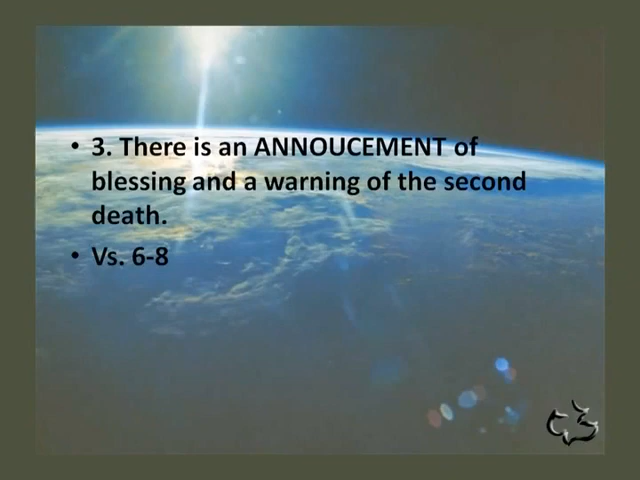 • 3. There is an ANNOUCEMENT of
blessing and a warning of the second
death.
• Vs. 6-8